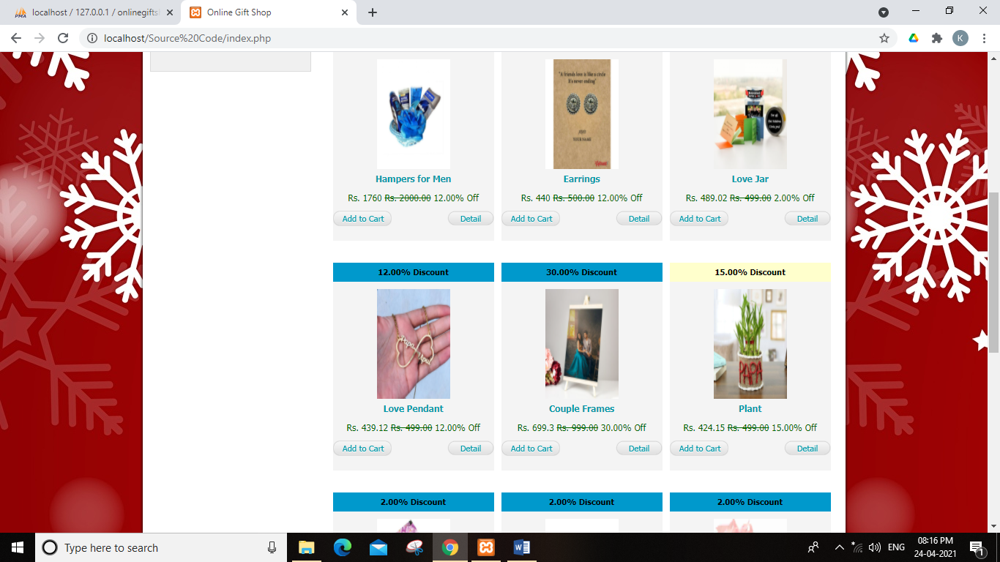 localhost / 127.0.0.1 / onlinegifts
Online Gift Shop
localhost/Source%20Code/index.php
K
"A friends love is like a circle
It's never ending"
YOUR NAME
Hampers for Men
Earrings
Love Jar
Rs. 1760 Rs. 2000.00 12.00% Off
Rs. 440 Rs. 500.00 12.00% Off
Rs. 489.02 Rs. 499.00 2.00% Off
Add to Cart
Detail
Add to Cart
Detail
Add to Cart
Detail
12.00% Discount
30.00% Discount
15.00% Discount
PAPA
Love Pendant
Couple Frames
Plant
Rs. 439.12 Rs. 499.00 12.00% Off
Rs. 699.3 Rs. 999.00 30.00% Off
Rs. 424.15 Rs. 499.00 15.00% Off
Add to Cart
Detail
Add to Cart
Detail
Add to Cart
Detail
2.00% Discount
2.00% Discount
2.00% Discount
Type here to search
ENG
08:16 PM
24-04-2021
1